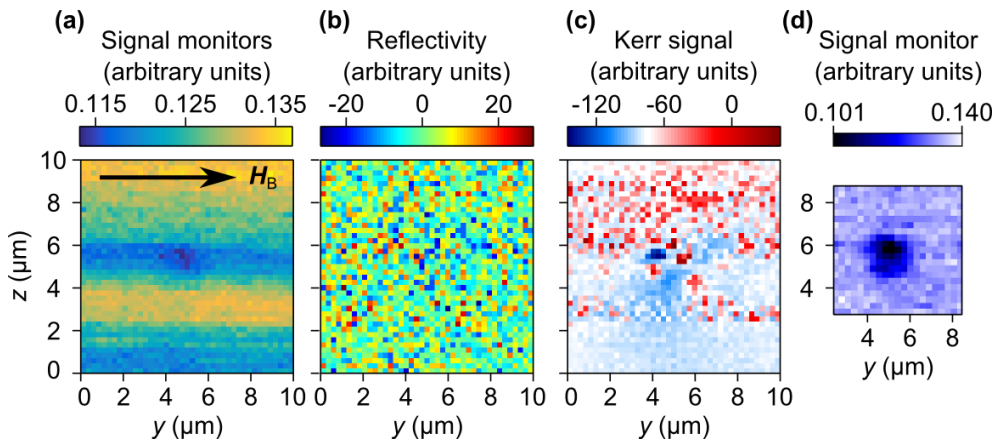 (a)
Signal monitors
(arbitrary units)
0.115 0.125 0.135
(b)
Reflectivity
(arbitrary units)
-20 0 20
(c)
Kerr signal
(arbitrary units)
-120 -60 0
(d)
Signal monitor
(arbitrary units)
0.101 0.140
z (μm)
10
8
6
4
2
0
H_B
0 2 4 6 8 10
y (μm)
0 2 4 6 8 10
y (μm)
0 2 4 6 8 10
y (μm)
8
6
4
4 6 8
y (μm)